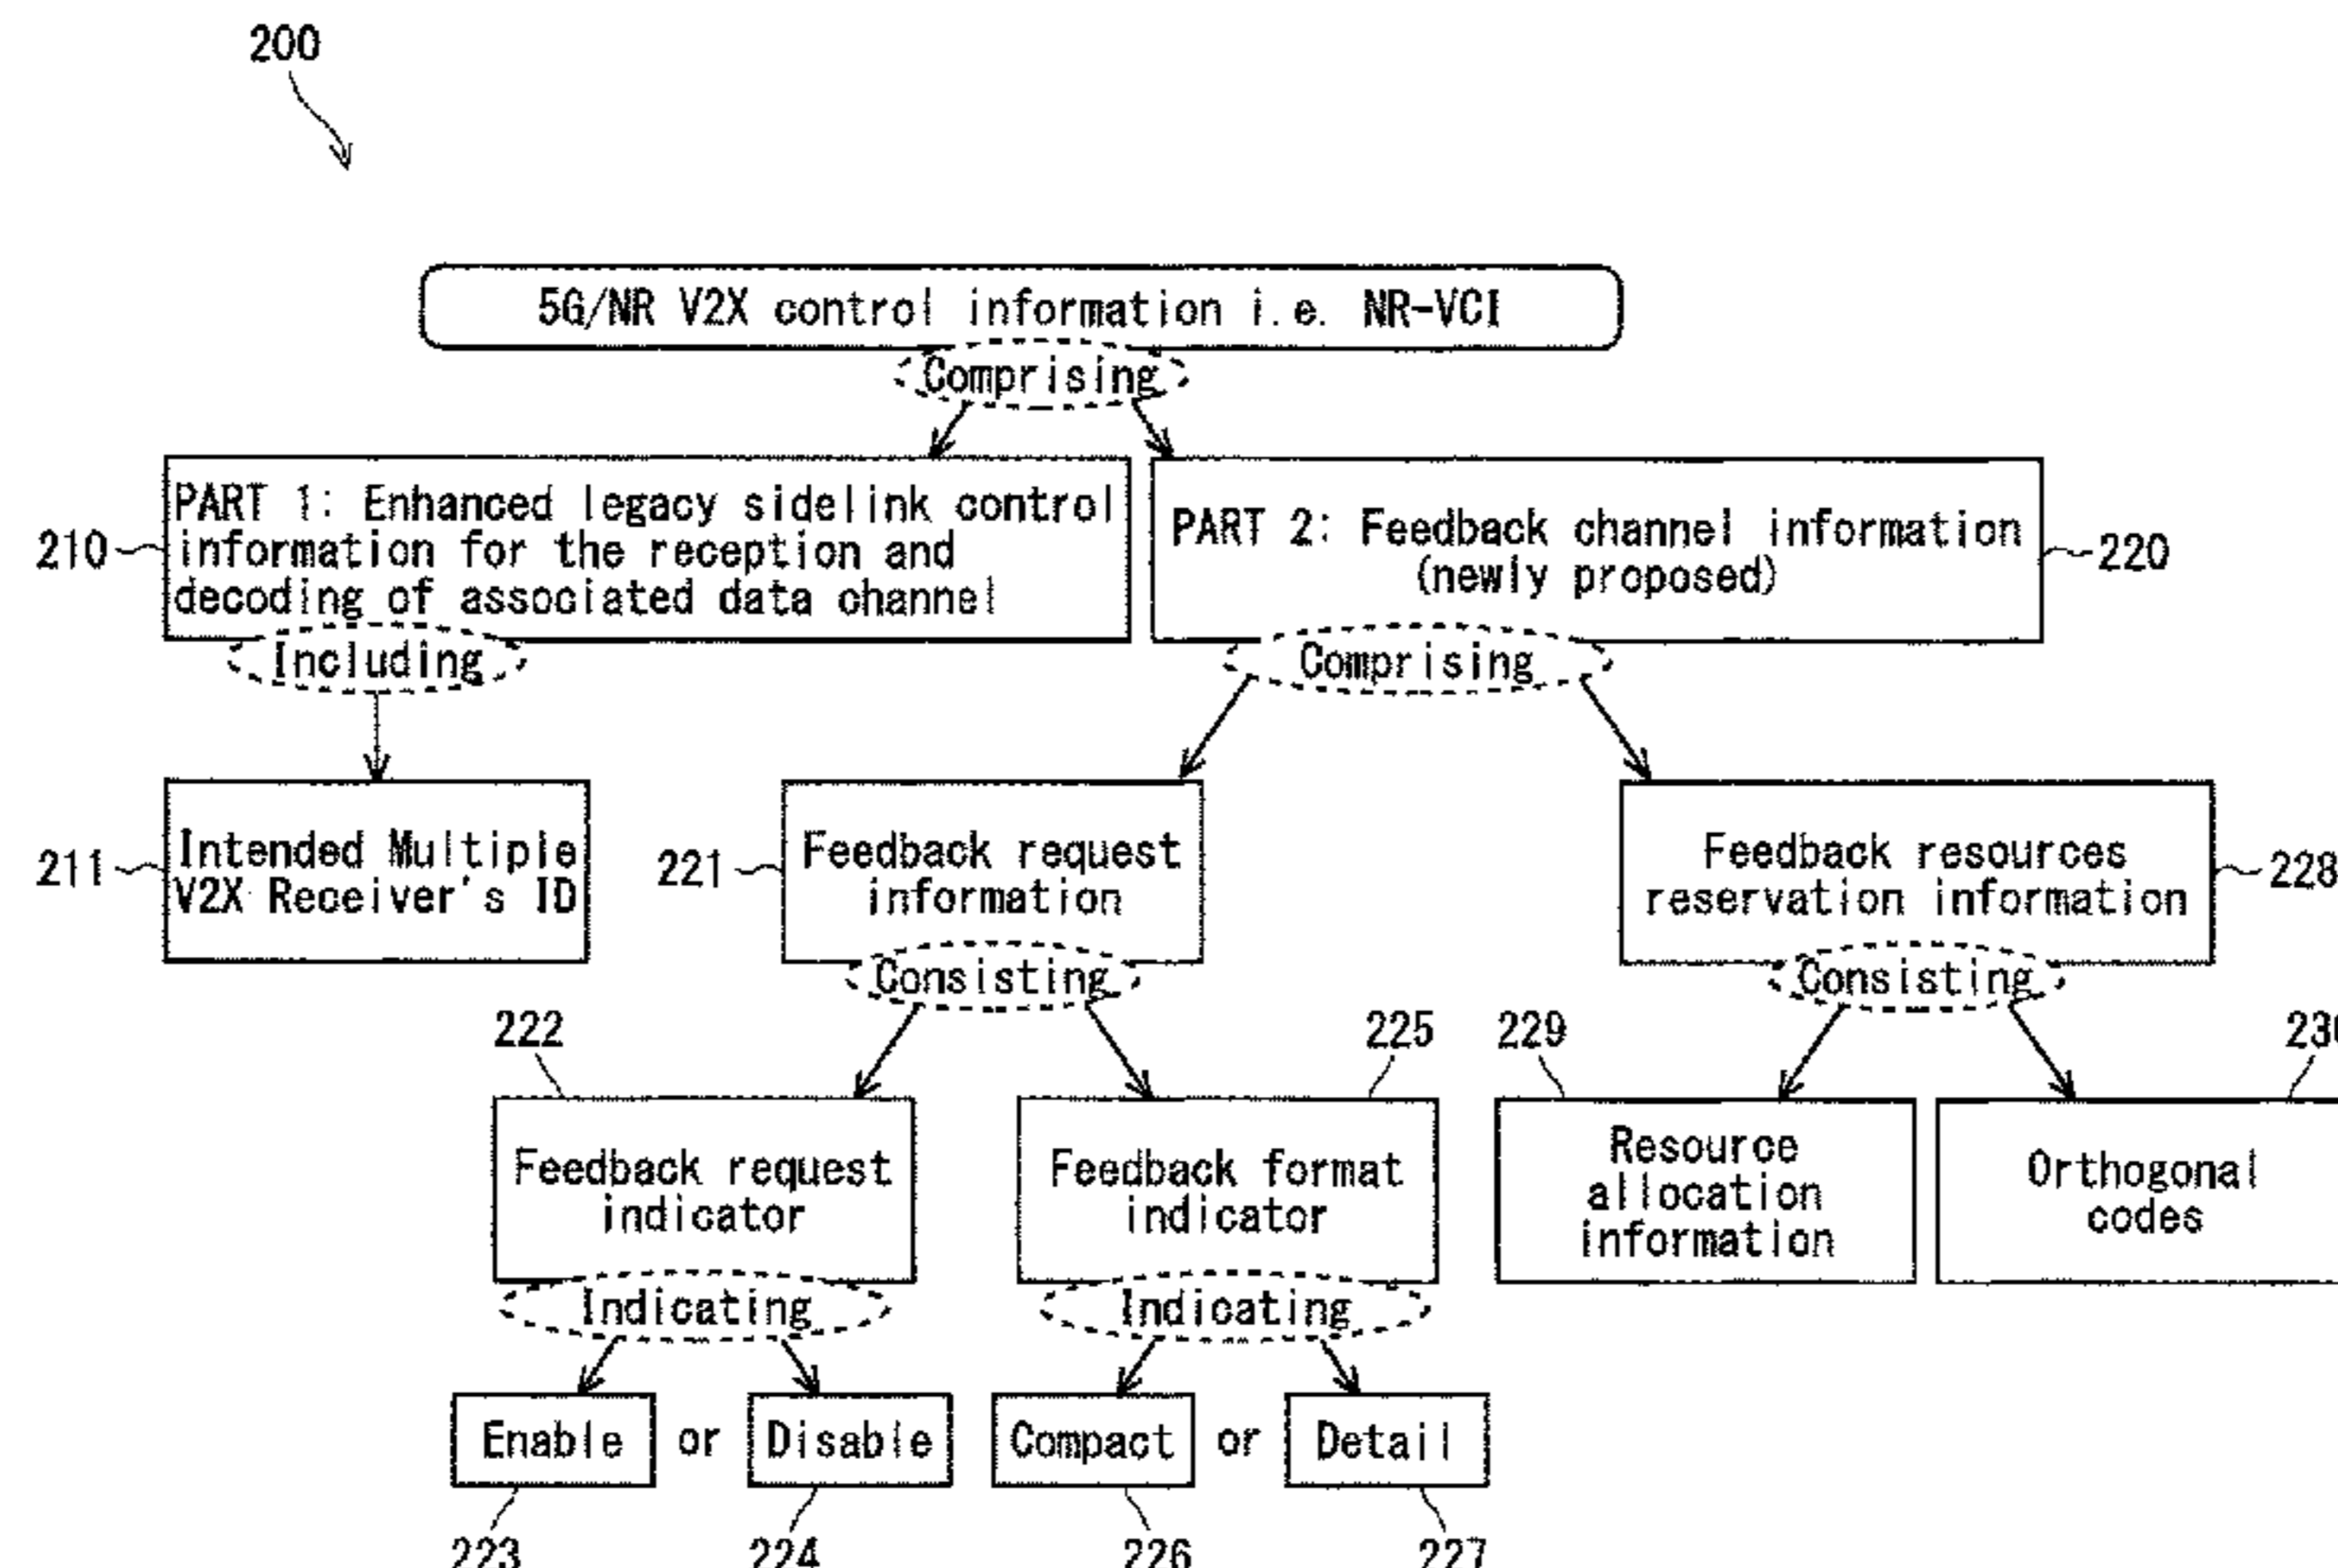 200
5G/NR V2X control information i.e. NR-VCI
Comprising
PART 1: Enhanced legacy sidelink control
information for the reception and
decoding of associated data channel
210
PART 2: Feedback channel information
(newly proposed)
220
Including
Comprising
211
Intended Multiple
V2X Receiver's ID
221
Feedback request
information
Feedback resources
reservation information
228
Consisting
Consisting
222
225
229
Feedback request
indicator
Feedback format
indicator
Resource
allocation
information
Orthogonal
codes
Indicating
Indicating
Enable or Disable
Compact or Detail
223
224
226
227